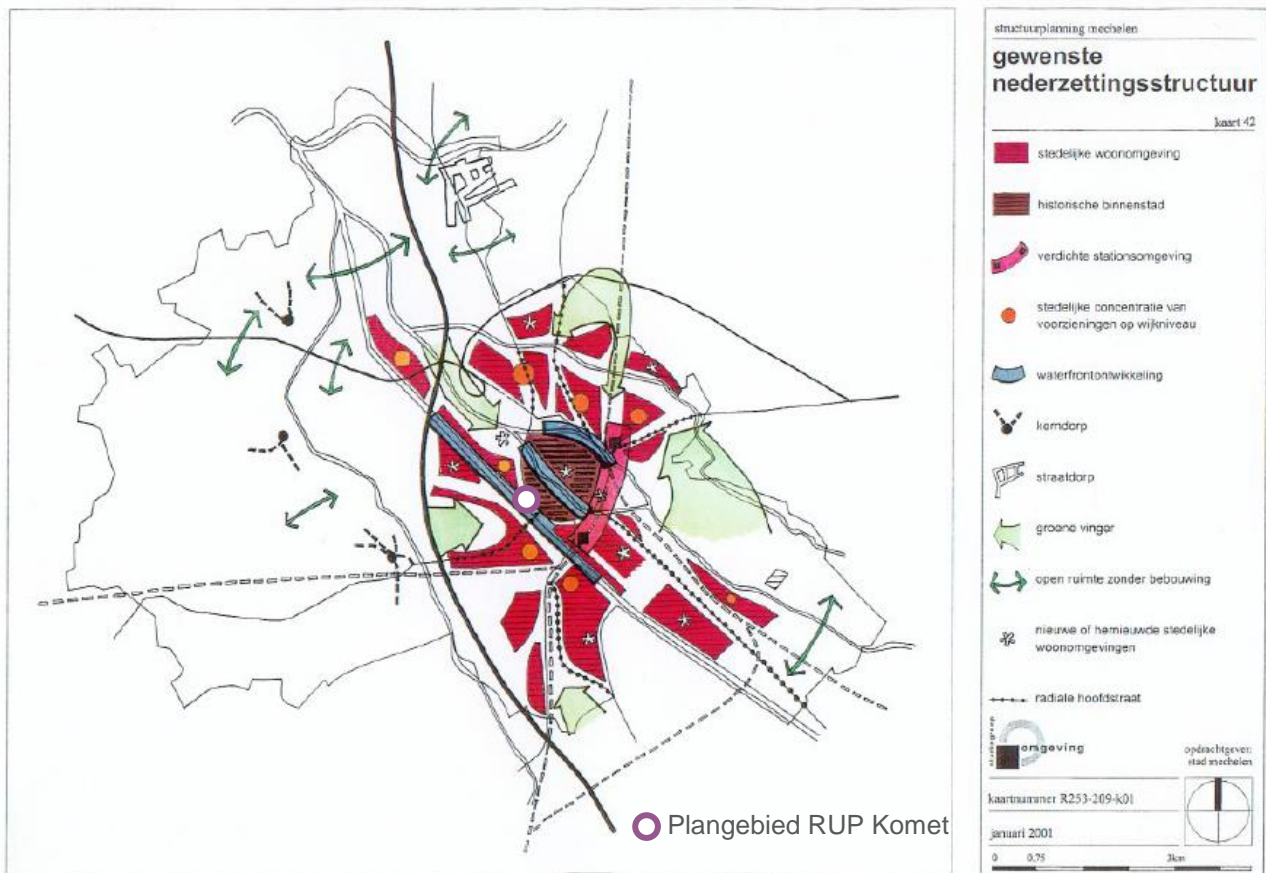 structuurplanning mechelen
gewenste
nederzettingsstructuur
kaart 42
stedelijke woonomgeving
historische binnenstad
verdichte stationsomgeving
stedelijke concentratie van
voorzieningen op wijkniveau
waterfrontontwikkeling
kerndorp
straatdorp
groene vinger
open ruimte zonder bebouwing
nieuwe of hernieuwde stedelijke
woonomgevingen
radiale hoofdstraat
studiegroep
omgeving
opdrachtgever:
stad mechelen
kaartnummer R253-209-k01
januari 2001
0 0,75 3km
Plangebied RUP Komet